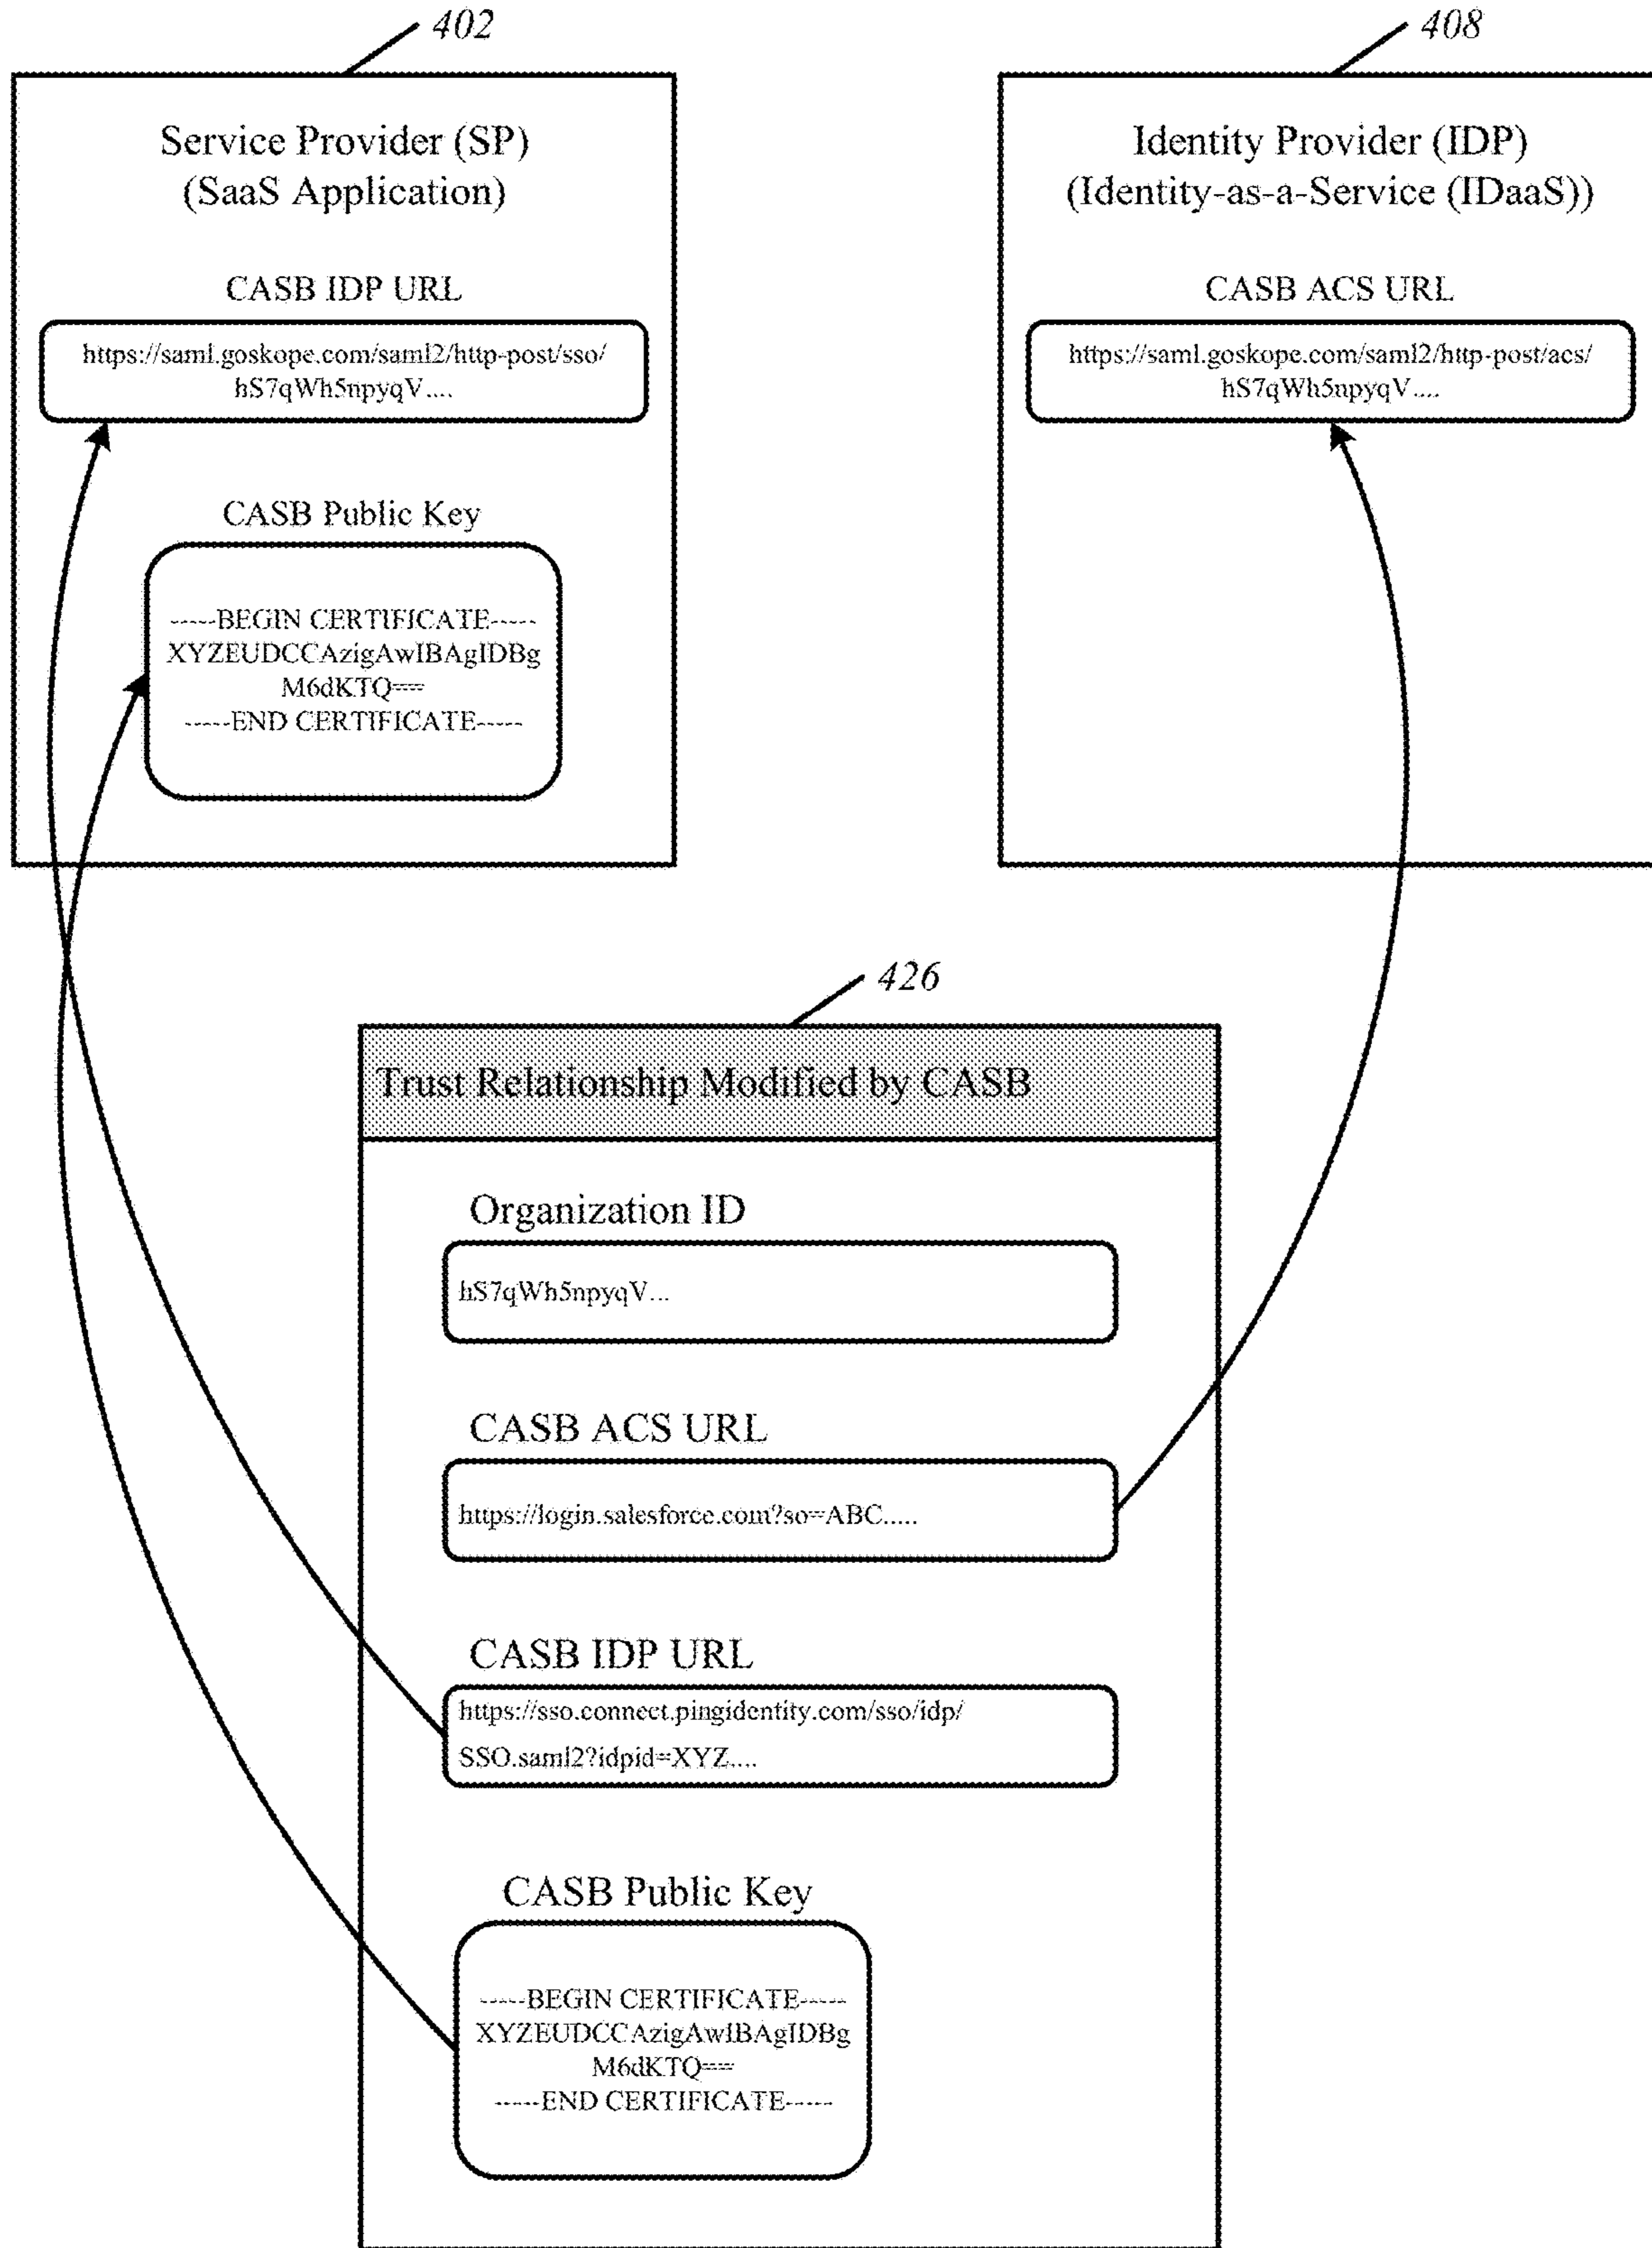 402
Service Provider (SP)
(SaaS Application)
CASB IDP URL
https://saml.goskope.com/saml2/http-post/sso/
hS7qWh5npyqV....
CASB Public Key
-----BEGIN CERTIFICATE-----
XYZEUDCCAzigAwIBAgIDBg
M6dKTQ===
-----END CERTIFICATE-----
408
Identity Provider (IDP)
(Identity-as-a-Service (IDaaS))
CASB ACS URL
https://saml.goskope.com/saml2/http-post/acs/
hS7qWh5npyqV....
426
Trust Relationship Modified by CASB
Organization ID
hS7qWh5npyqV...
CASB ACS URL
https://login.salesforce.com?so=ABC.....
CASB IDP URL
https://sso.connect.pingidentity.com/sso/idp/
SSO.saml2?idpid=XYZ....
CASB Public Key
-----BEGIN CERTIFICATE-----
XYZEUDCCAzigAwIBAgIDBg
M6dKTQ===
-----END CERTIFICATE-----